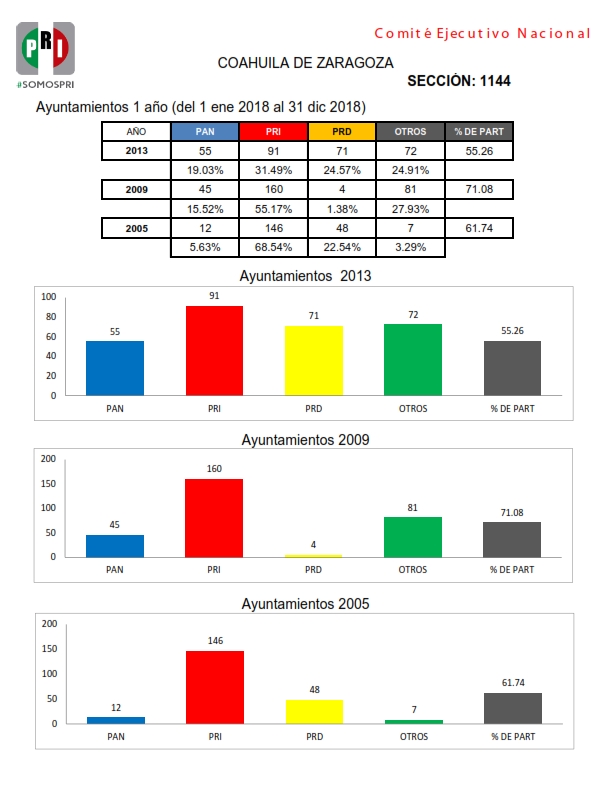 Comité Ejecutivo Nacional
PRI
#SOMOSPRI
COAHUILA DE ZARAGOZA
SECCIÓN: 1144
Ayuntamientos 1 año (del 1 ene 2018 al 31 dic 2018)
AÑO PAN PRI PRD OTROS % DE PART
2013 55 91 71 72 55.26
19.03% 31.49% 24.57% 24.91%
2009 45 160 4 81 71.08
15.52% 55.17% 1.38% 27.93%
2005 12 146 48 7 61.74
5.63% 68.54% 22.54% 3.29%
Ayuntamientos 2013
100
80
60
40
20
0
55 91 71 72 55.26
PAN PRI PRD OTROS % DE PART
Ayuntamientos 2009
200
150
100
50
0
45 160 4 81 71.08
PAN PRI PRD OTROS % DE PART
Ayuntamientos 2005
200
150
100
50
0
12 146 48 7 61.74
PAN PRI PRD OTROS % DE PART